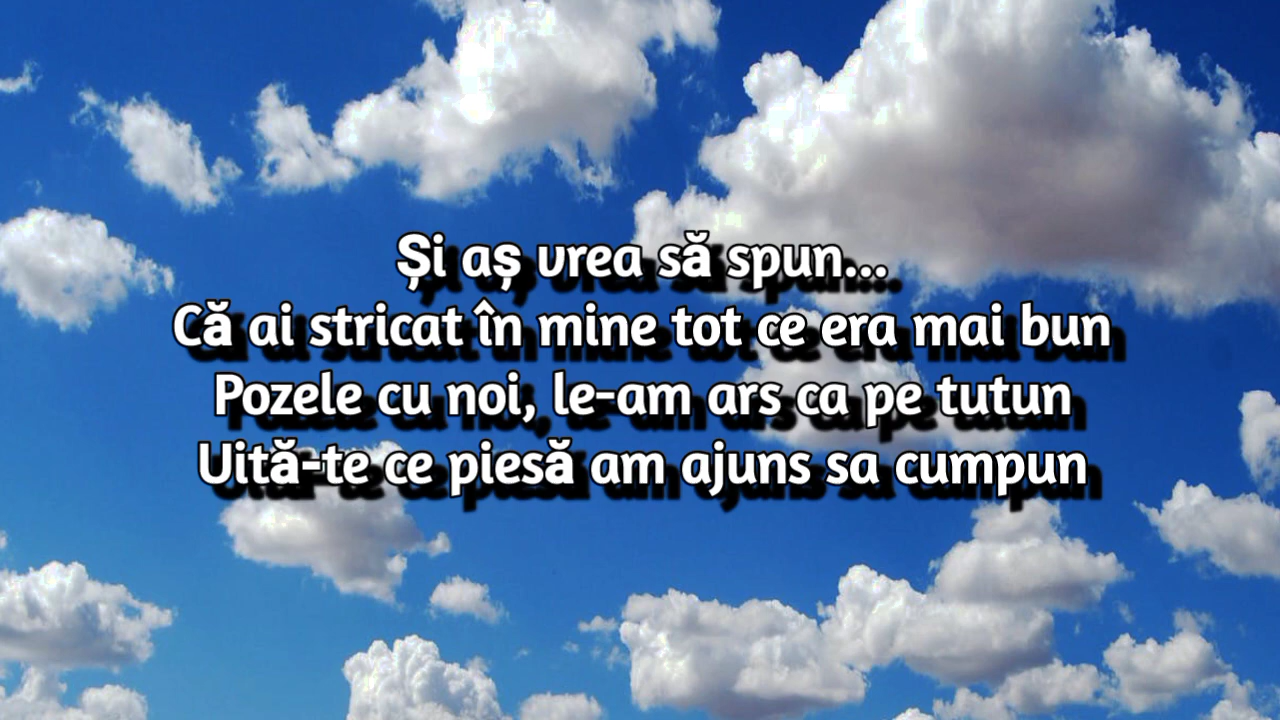 Și aș vrea să spun...
Că ai stricat în mine tot ce era mai bun
Pozele cu noi, le-am ars ca pe tutun
Uită-te ce piesă am ajuns sa cumpun